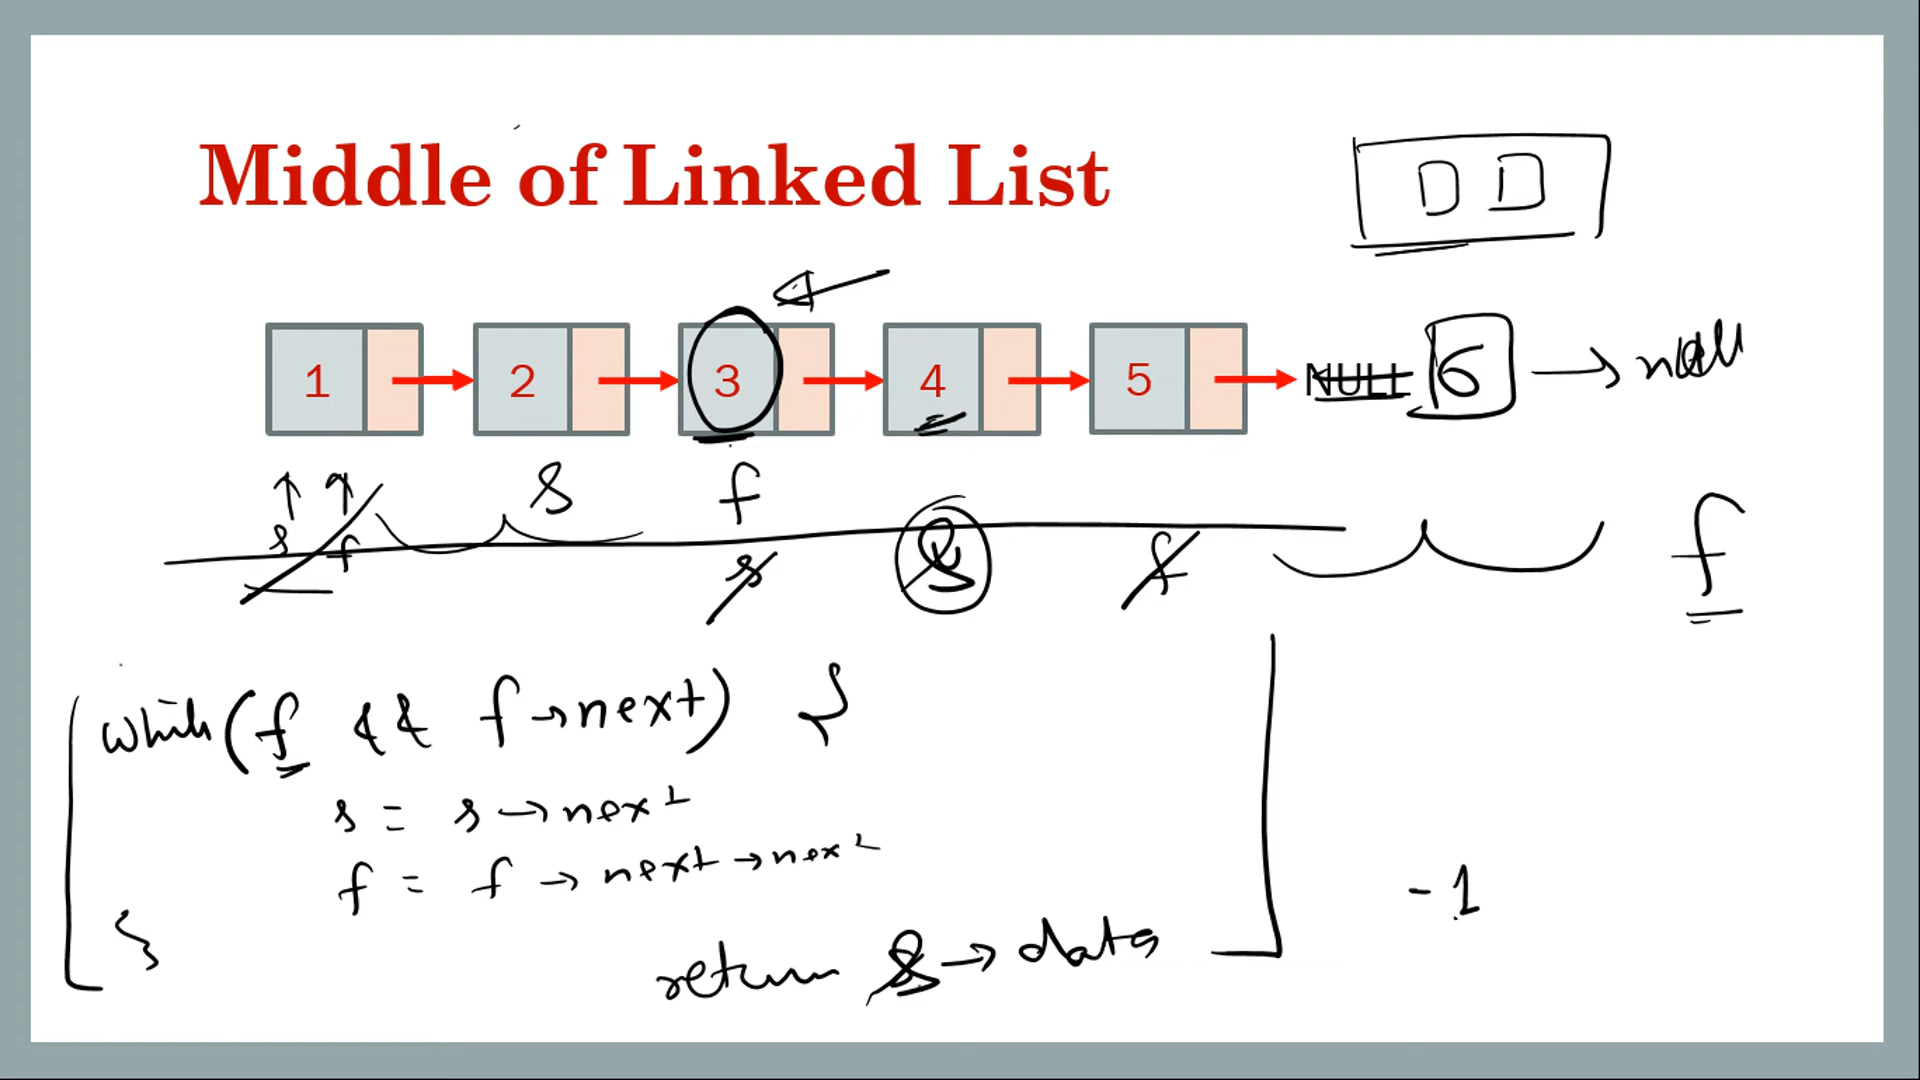 Middle of Linked List
D D
1 2 3 4 5 NULL 6 → null
s f
s f
s s f f
while(f && f→next) {
s = s→next
f = f→next→next
}
- 1
return s→data